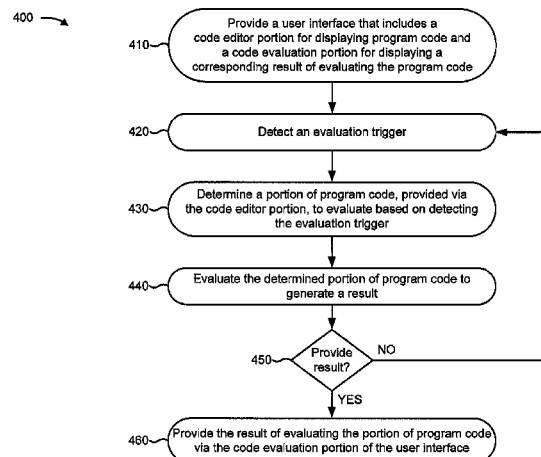 400
410
Provide a user interface that includes a
code editor portion for displaying program code and
a code evaluation portion for displaying a
corresponding result of evaluating the program code
420
Detect an evaluation trigger
430
Determine a portion of program code, provided via
the code editor portion, to evaluate based on detecting
the evaluation trigger
440
Evaluate the determined portion of program code to
generate a result
450
Provide
result?
NO
YES
460
Provide the result of evaluating the portion of program code
via the code evaluation portion of the user interface